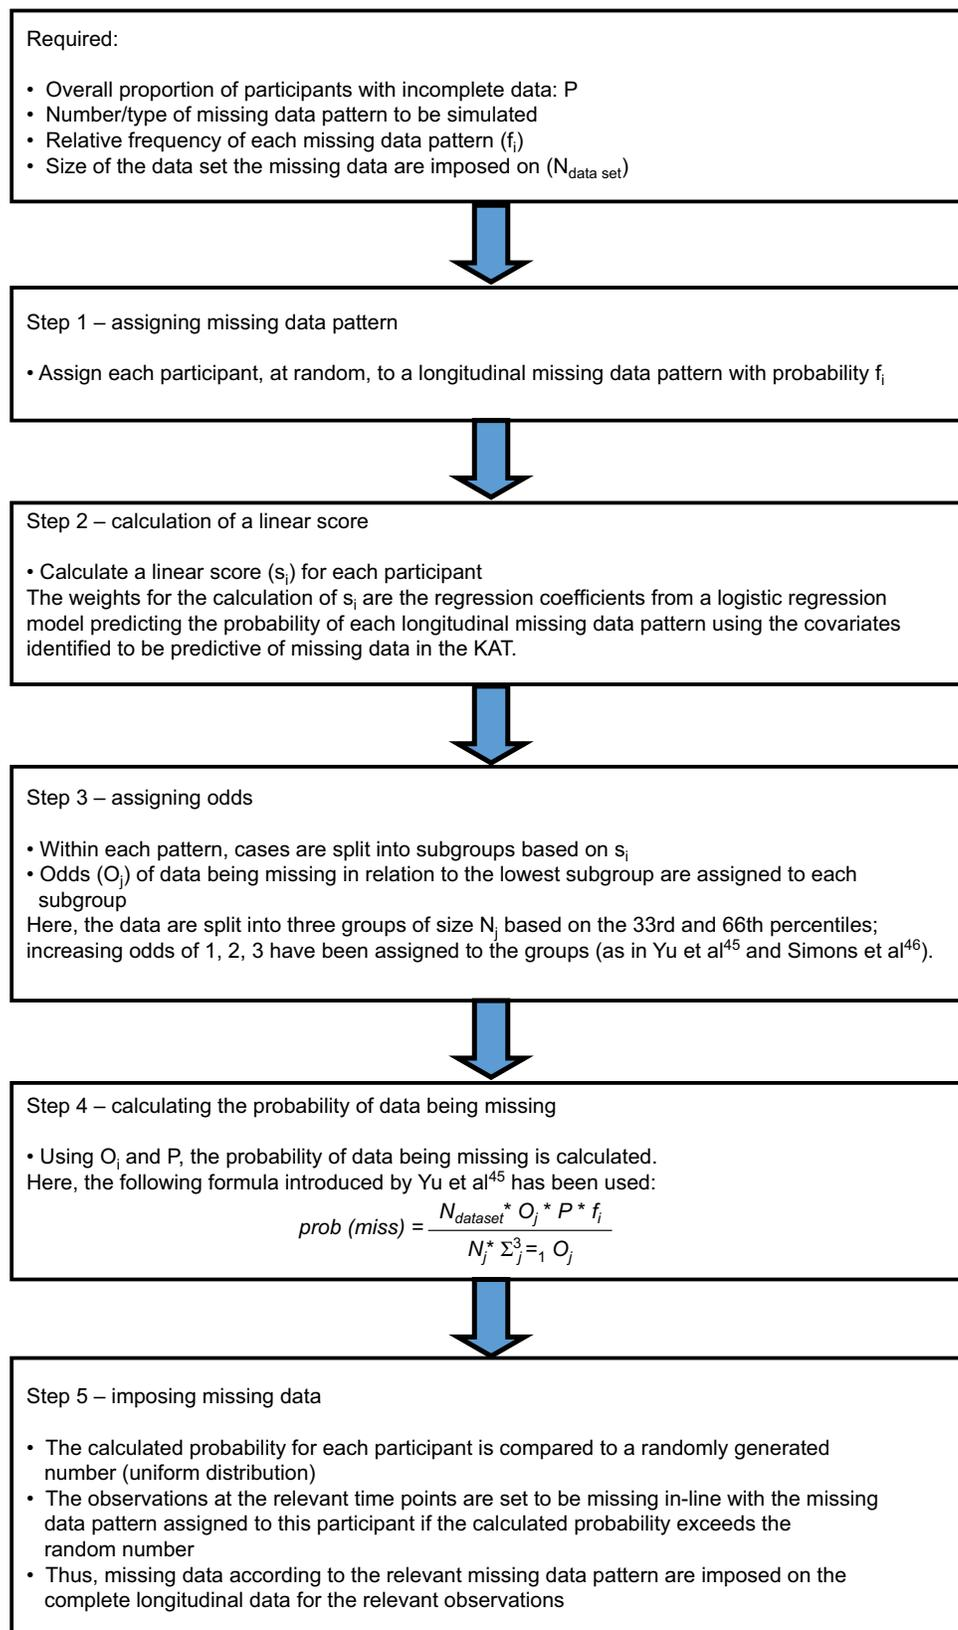 Required:
• Overall proportion of participants with incomplete data: P
• Number/type of missing data pattern to be simulated
• Relative frequency of each missing data pattern (fi)
• Size of the data set the missing data are imposed on (Ndata set)
Step 1 – assigning missing data pattern
• Assign each participant, at random, to a longitudinal missing data pattern with probability fi
Step 2 – calculation of a linear score
• Calculate a linear score (si) for each participant
The weights for the calculation of si are the regression coefficients from a logistic regression
model predicting the probability of each longitudinal missing data pattern using the covariates
identified to be predictive of missing data in the KAT.
Step 3 – assigning odds
• Within each pattern, cases are split into subgroups based on si
• Odds (Oj) of data being missing in relation to the lowest subgroup are assigned to each
subgroup
Here, the data are split into three groups of size Nj based on the 33rd and 66th percentiles;
increasing odds of 1, 2, 3 have been assigned to the groups (as in Yu et al45 and Simons et al46).
Step 4 – calculating the probability of data being missing
• Using Oi and P, the probability of data being missing is calculated.
Here, the following formula introduced by Yu et al45 has been used:
prob (miss) = Ndataset* Oj * P * fi
Nj* Σ3j=1 Oj
Step 5 – imposing missing data
• The calculated probability for each participant is compared to a randomly generated
number (uniform distribution)
• The observations at the relevant time points are set to be missing in-line with the missing
data pattern assigned to this participant if the calculated probability exceeds the
random number
• Thus, missing data according to the relevant missing data pattern are imposed on the
complete longitudinal data for the relevant observations